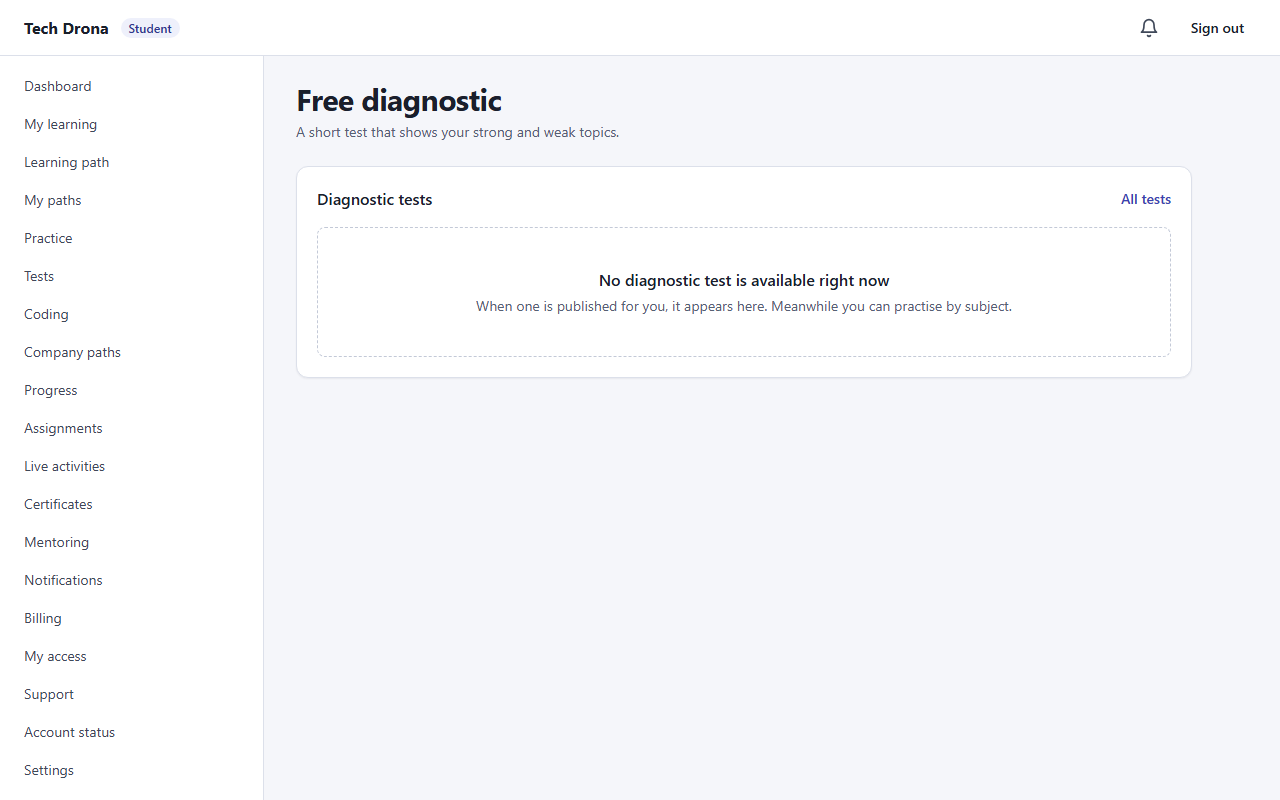 Tech Drona
Student
Sign out
Dashboard
My learning
Learning path
My paths
Practice
Tests
Coding
Company paths
Progress
Assignments
Live activities
Certificates
Mentoring
Notifications
Billing
My access
Support
Account status
Settings
Free diagnostic
A short test that shows your strong and weak topics.
Diagnostic tests
All tests
No diagnostic test is available right now
When one is published for you, it appears here. Meanwhile you can practise by subject.